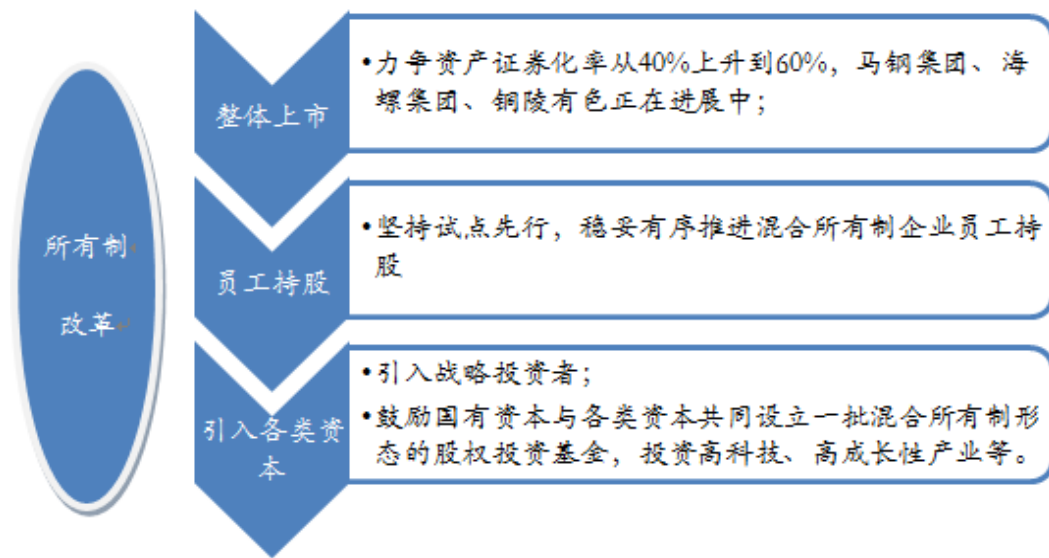 所有制
改革
整体上市
•力争资产证券化率从40%上升到60%，马钢集团、海
螺集团、铜陵有色正在进展中；
员工持股
•坚持试点先行，稳妥有序推进混合所有制企业员工持
股
引入各类资
本
•引入战略投资者；
•鼓励国有资本与各类资本共同设立一批混合所有制形
态的股权投资基金，投资高科技、高成长性产业等。